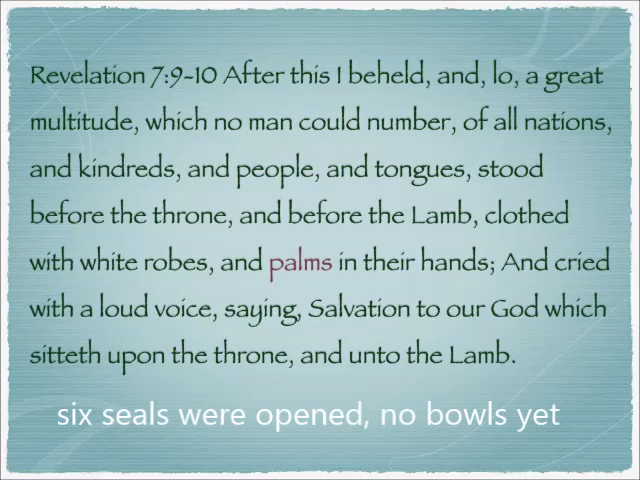 Revelation 7:9-10 After this I beheld, and, lo, a great
multitude, which no man could number, of all nations,
and kindreds, and people, and tongues, stood
before the throne, and before the Lamb, clothed
with white robes, and palms in their hands; And cried
with a loud voice, saying, Salvation to our God which
sitteth upon the throne, and unto the Lamb.
six seals were opened, no bowls yet